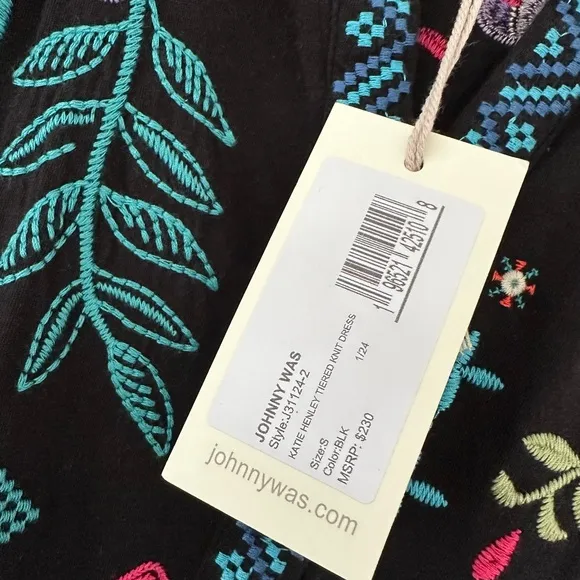 1 96521 42510 8
JOHNNY WAS
Style:J31124-2
KATIE HENLEY TIERED KNIT DRESS
1/24
Size:S
Color:BLK
MSRP: $230
johnnywas.com